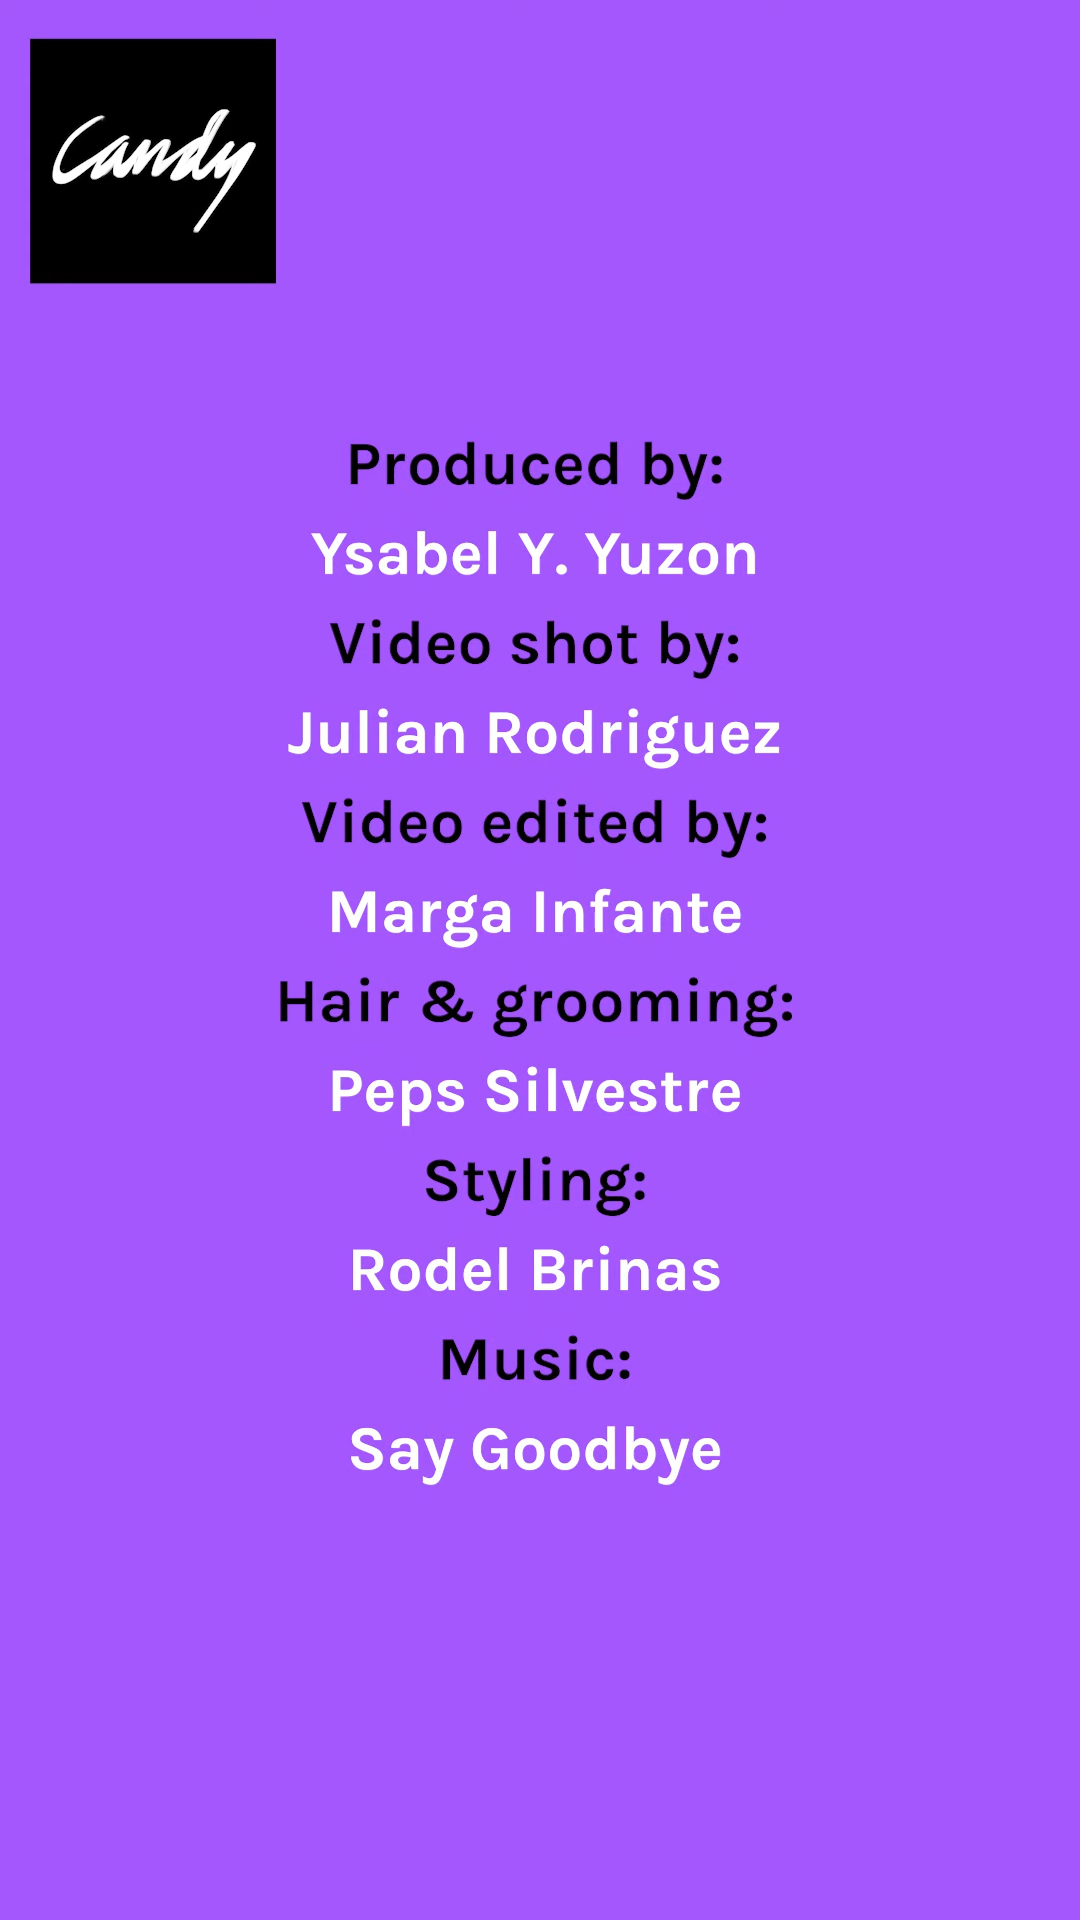 Candy
Produced by:
Ysabel Y. Yuzon
Video shot by:
Julian Rodriguez
Video edited by:
Marga Infante
Hair & grooming:
Peps Silvestre
Styling:
Rodel Brinas
Music:
Say Goodbye